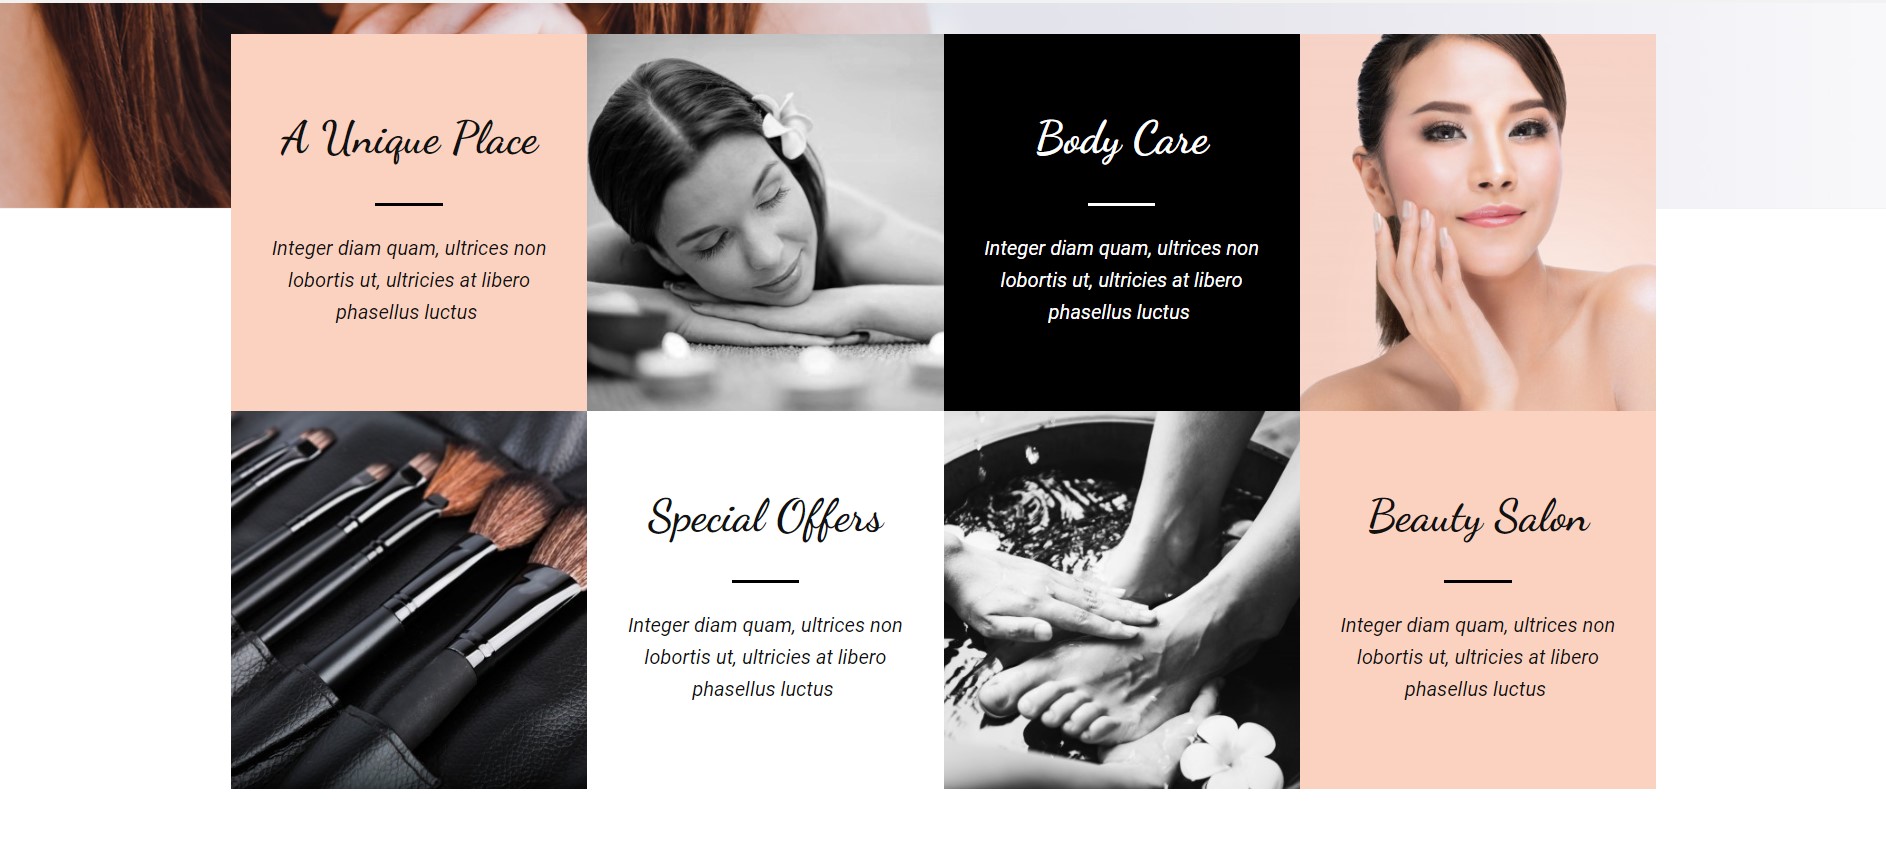 A Unique Place
Integer diam quam, ultrices non
lobortis ut, ultricies at libero
phasellus luctus
Body Care
Integer diam quam, ultrices non
lobortis ut, ultricies at libero
phasellus luctus
Special Offers
Integer diam quam, ultrices non
lobortis ut, ultricies at libero
phasellus luctus
Beauty Salon
Integer diam quam, ultrices non
lobortis ut, ultricies at libero
phasellus luctus